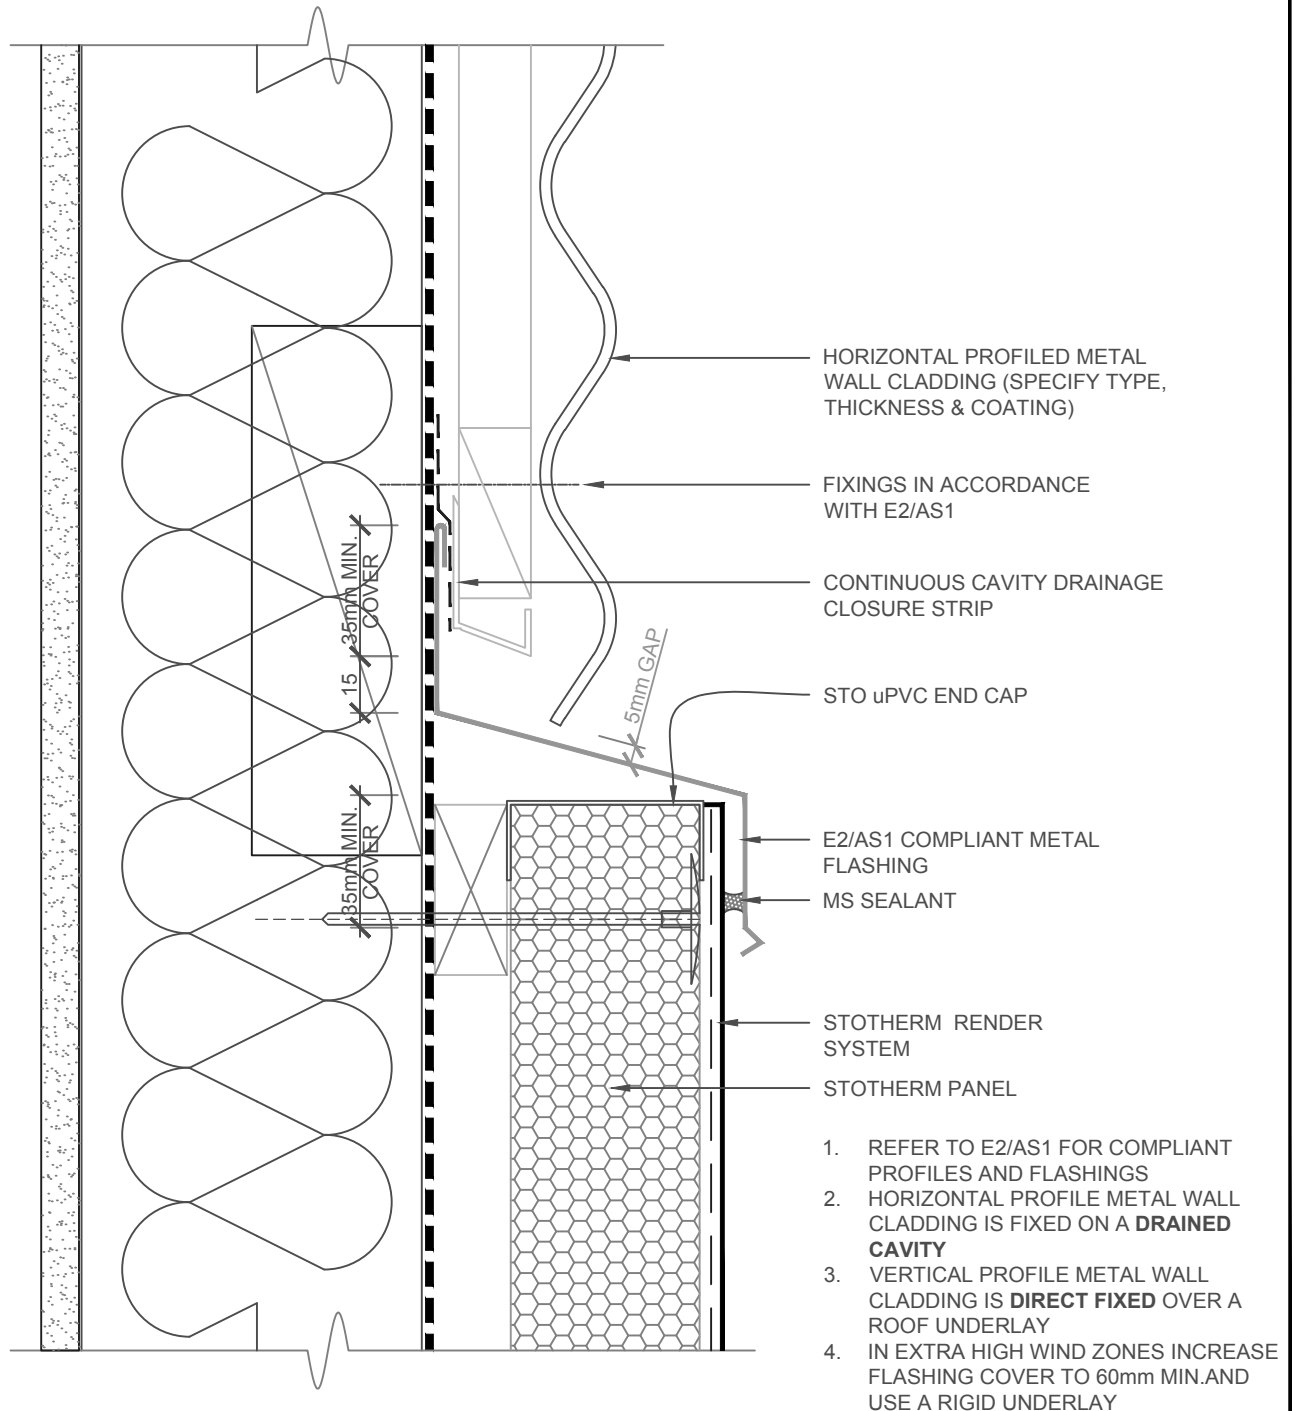 HORIZONTAL PROFILED METAL
WALL CLADDING (SPECIFY TYPE,
THICKNESS & COATING)
FIXINGS IN ACCORDANCE
WITH E2/AS1
35mm MIN.
COVER
CONTINUOUS CAVITY DRAINAGE
CLOSURE STRIP
15
5mm GAP
STO uPVC END CAP
35mm MIN.
COVER
E2/AS1 COMPLIANT METAL
FLASHING
MS SEALANT
STOTHERM RENDER
SYSTEM
STOTHERM PANEL
1. REFER TO E2/AS1 FOR COMPLIANT
PROFILES AND FLASHINGS
2. HORIZONTAL PROFILE METAL WALL
CLADDING IS FIXED ON A DRAINED
CAVITY
3. VERTICAL PROFILE METAL WALL
CLADDING IS DIRECT FIXED OVER A
ROOF UNDERLAY
4. IN EXTRA HIGH WIND ZONES INCREASE
FLASHING COVER TO 60mm MIN.AND
USE A RIGID UNDERLAY